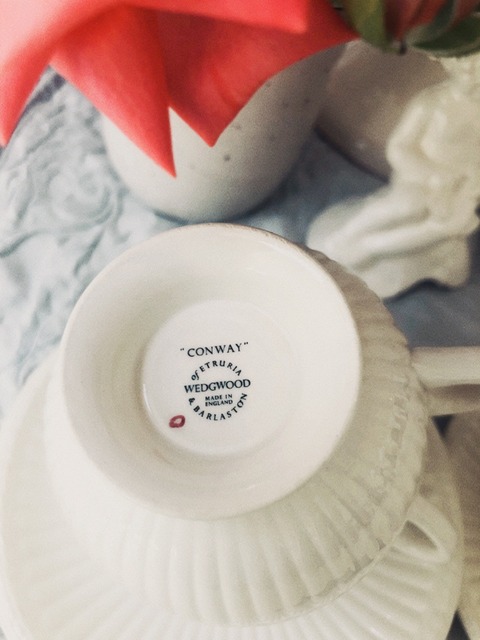 "CONWAY"
of ETRURIA
WEDGWOOD
MADE IN
ENGLAND
& BARLASTON